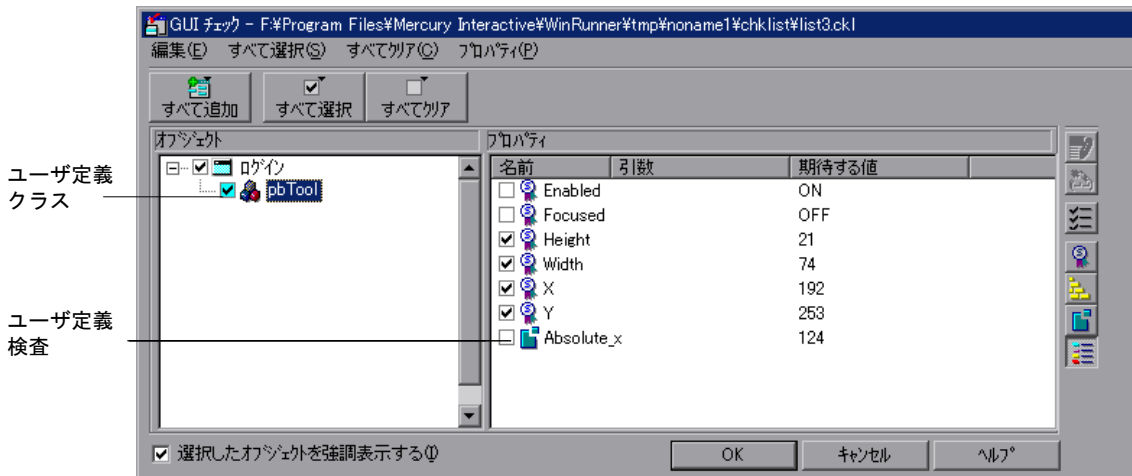 GUI ﾁｪｯｸ - F:¥Program Files¥Mercury Interactive¥WinRunner¥tmp¥noname1¥chklist¥list3.ckl
編集(E) すべて選択(S) すべてｸﾘｱ(C) ﾌﾟﾛﾊﾟﾃｨ(P)
すべて追加 すべて選択 すべてｸﾘｱ
ｵﾌﾞｼﾞｪｸﾄ
ﾛｸﾞｲﾝ
pbTool
ユーザ定義
クラス
ﾌﾟﾛﾊﾟﾃｨ
名前 引数 期待する値
Enabled ON
Focused OFF
Height 21
Width 74
X 192
Y 253
Absolute_x 124
ユーザ定義
検査
選択したｵﾌﾞｼﾞｪｸﾄを強調表示する(I)
OK ｷｬﾝｾﾙ ﾍﾙﾌﾟ